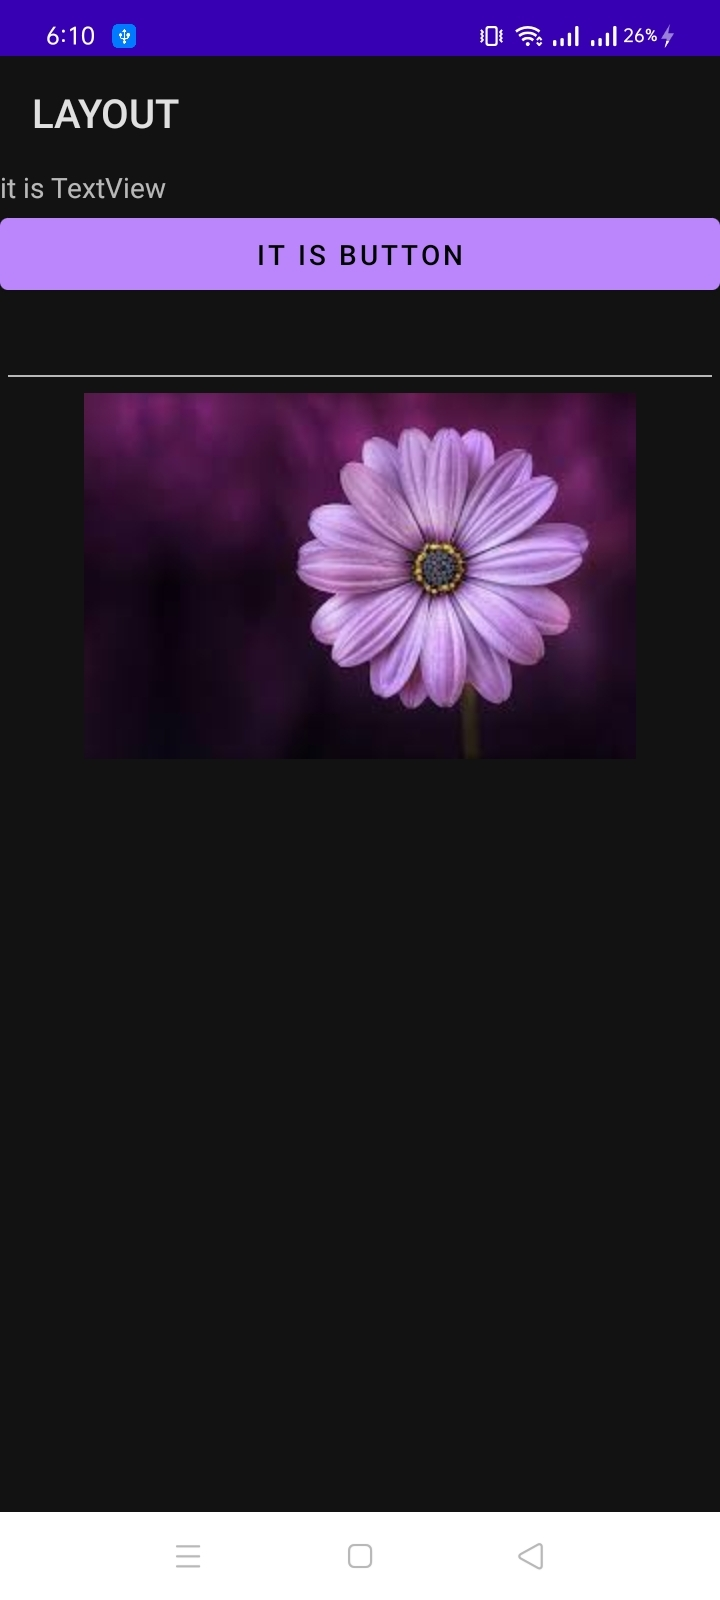 6:10
26%
LAYOUT
it is TextView
IT IS BUTTON